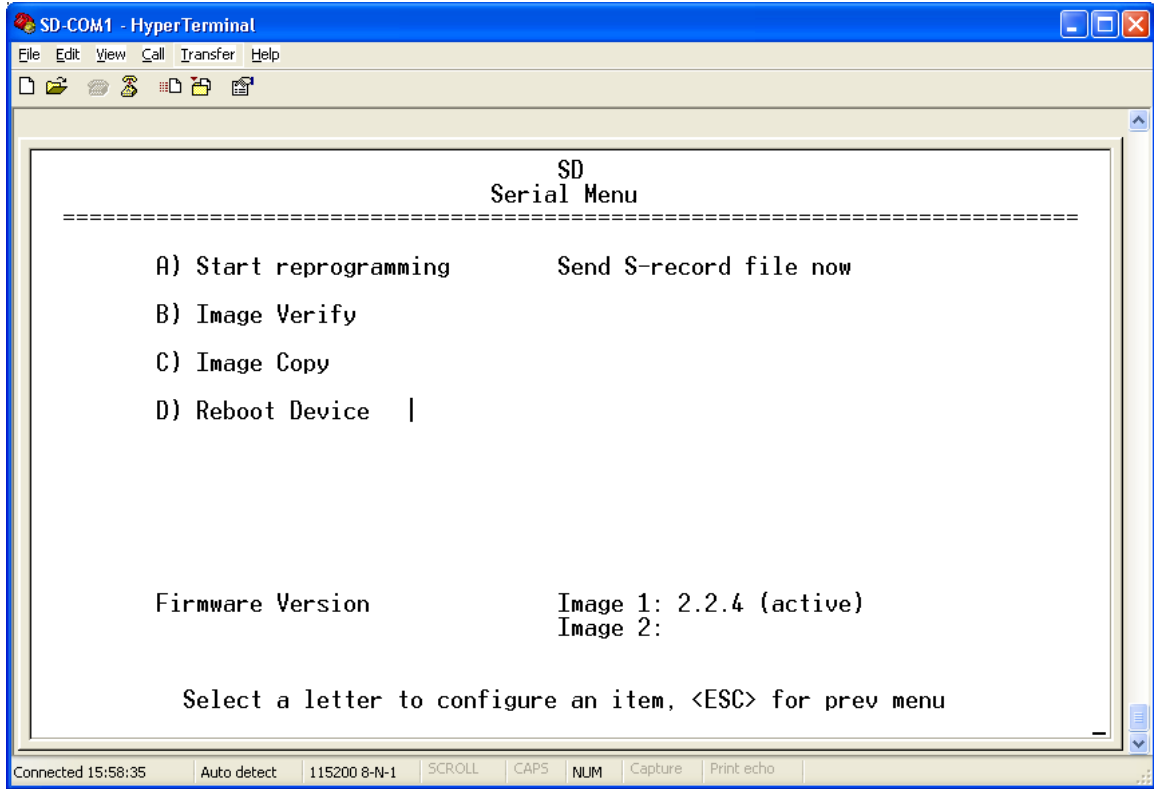 SD-COM1 - HyperTerminal
File Edit View Call Transfer Help
SD
Serial Menu
============================================================================
A) Start reprogramming Send S-record file now
B) Image Verify
C) Image Copy
D) Reboot Device |
Firmware Version Image 1: 2.2.4 (active)
Image 2:
Select a letter to configure an item, <ESC> for prev menu
Connected 15:58:35 Auto detect 115200 8-N-1 SCROLL CAPS NUM Capture Print echo